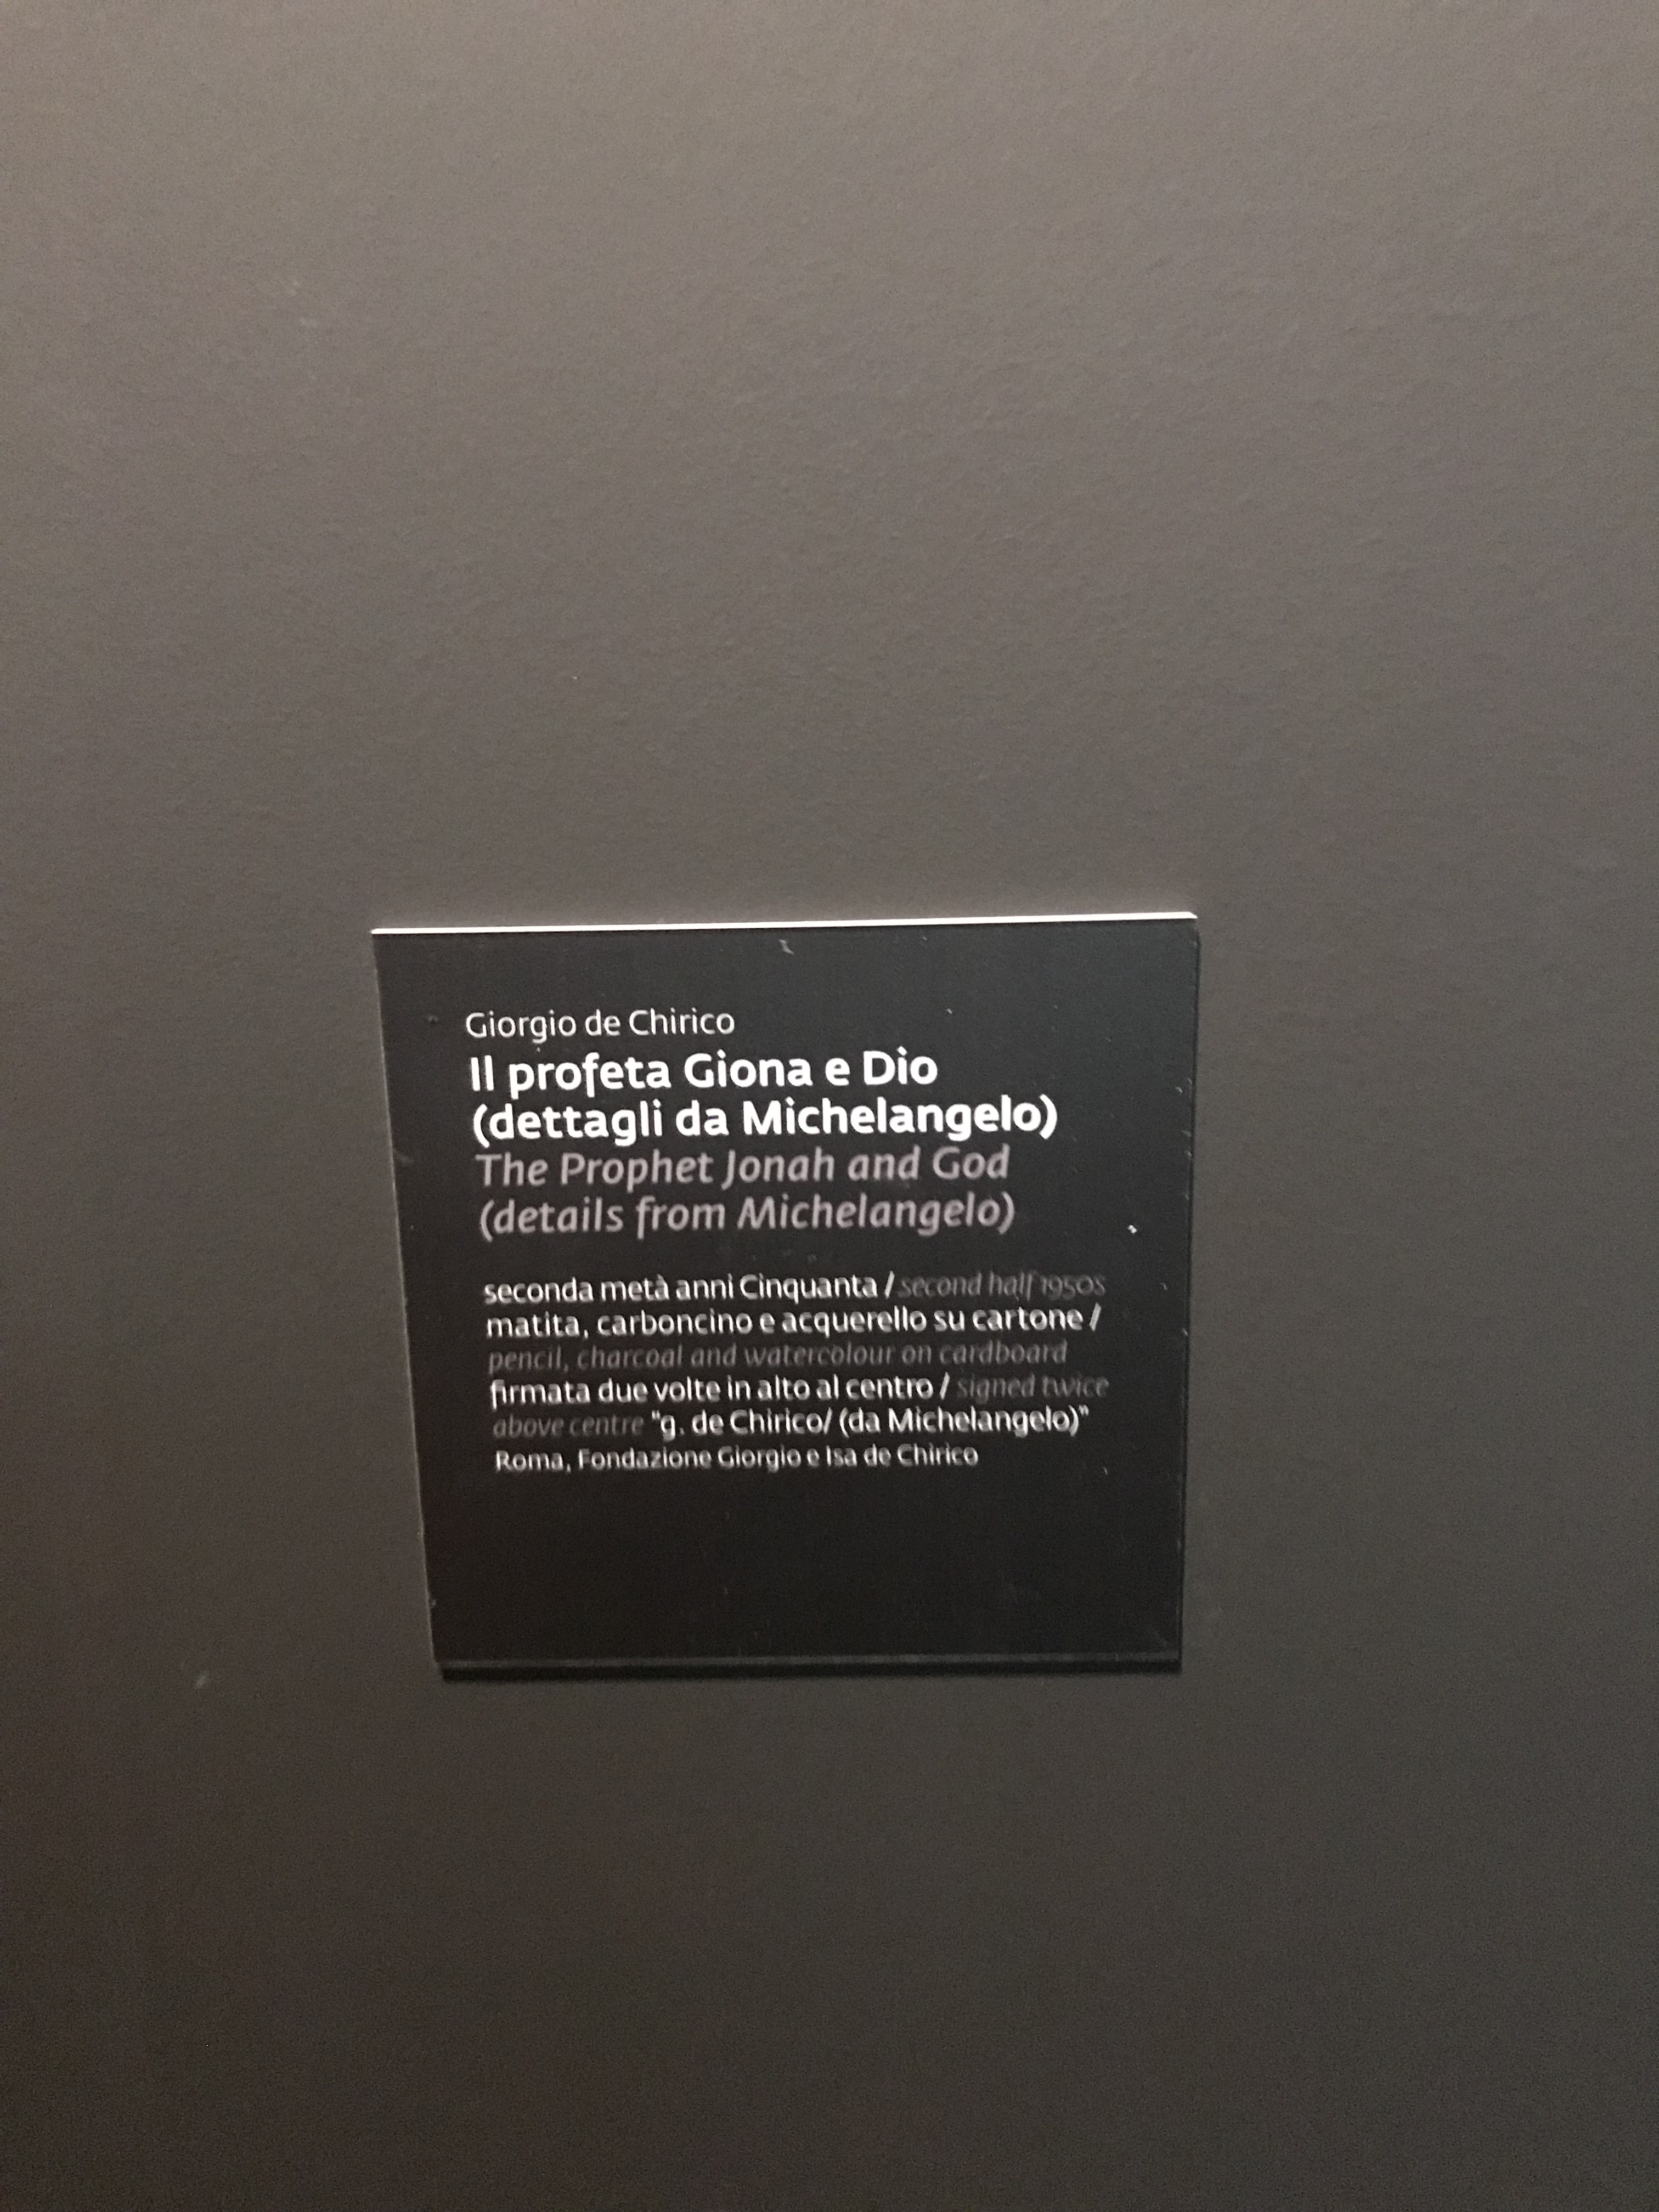 Giorgio de Chirico
Il profeta Giona e Dio
(dettagli da Michelangelo)
The Prophet Jonah and God
(details from Michelangelo)
seconda metà anni Cinquanta / second half 1950s
matita, carboncino e acquerello su cartone /
pencil, charcoal and watercolour on cardboard
firmata due volte in alto al centro / signed twice
above centre "g. de Chirico/ (da Michelangelo)"
Roma, Fondazione Giorgio e Isa de Chirico